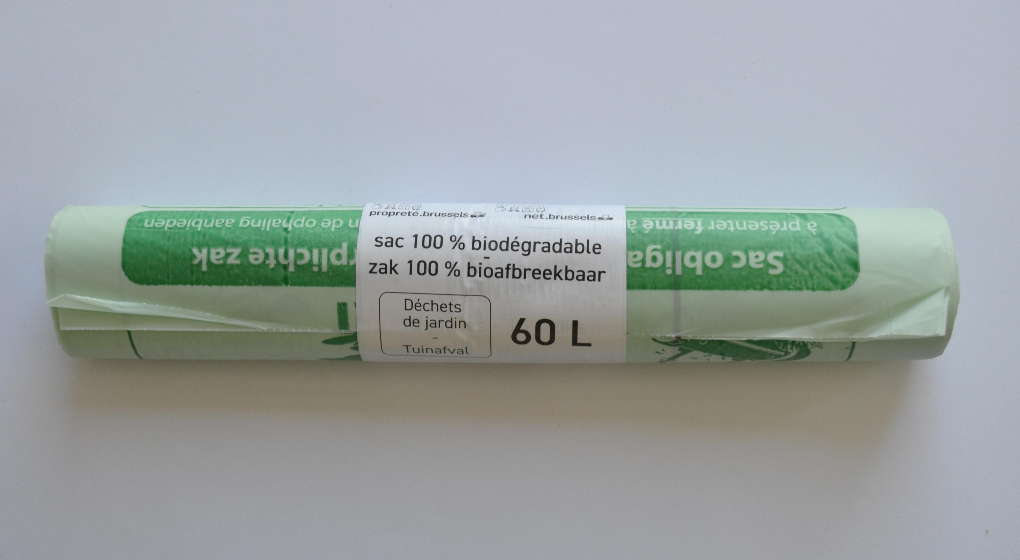 propreté.brussels net.brussels
sac 100 % biodégradable
-
zak 100 % bioafbreekbaar
Déchets
de jardin
-
Tuinafval
60 L
Sac obliga rplichte zak
à présenter fermé à n de ophaling aanbieden